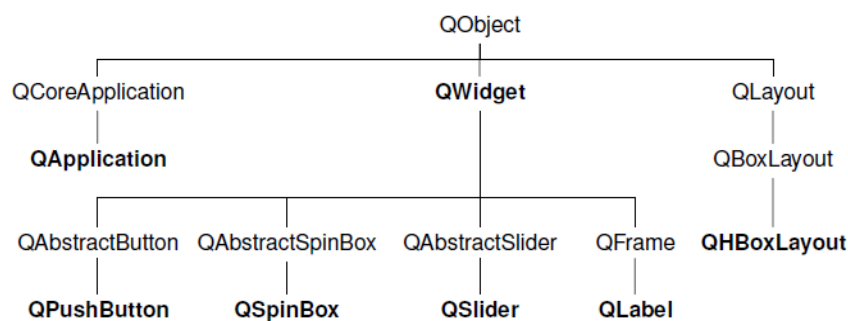 QObject
QCoreApplication QWidget QLayout
QApplication QBoxLayout
QAbstractButton QAbstractSpinBox QAbstractSlider QFrame QHBoxLayout
QPushButton QSpinBox QSlider QLabel